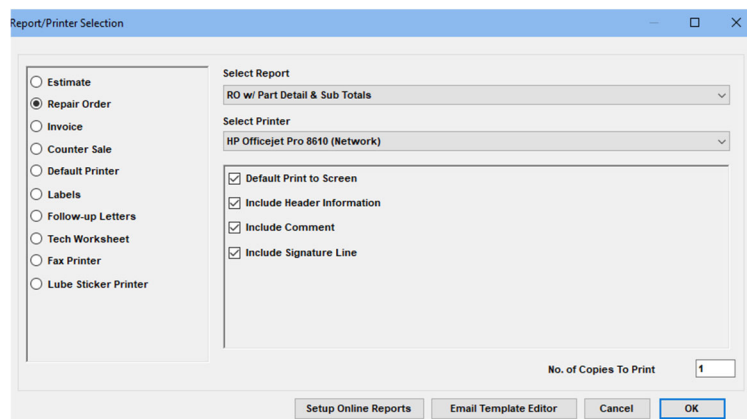 Report/Printer Selection
Estimate
Repair Order
Invoice
Counter Sale
Default Printer
Labels
Follow-up Letters
Tech Worksheet
Fax Printer
Lube Sticker Printer
Select Report
RO w/ Part Detail & Sub Totals
Select Printer
HP Officejet Pro 8610 (Network)
Default Print to Screen
Include Header Information
Include Comment
Include Signature Line
No. of Copies To Print 1
Setup Online Reports Email Template Editor Cancel OK